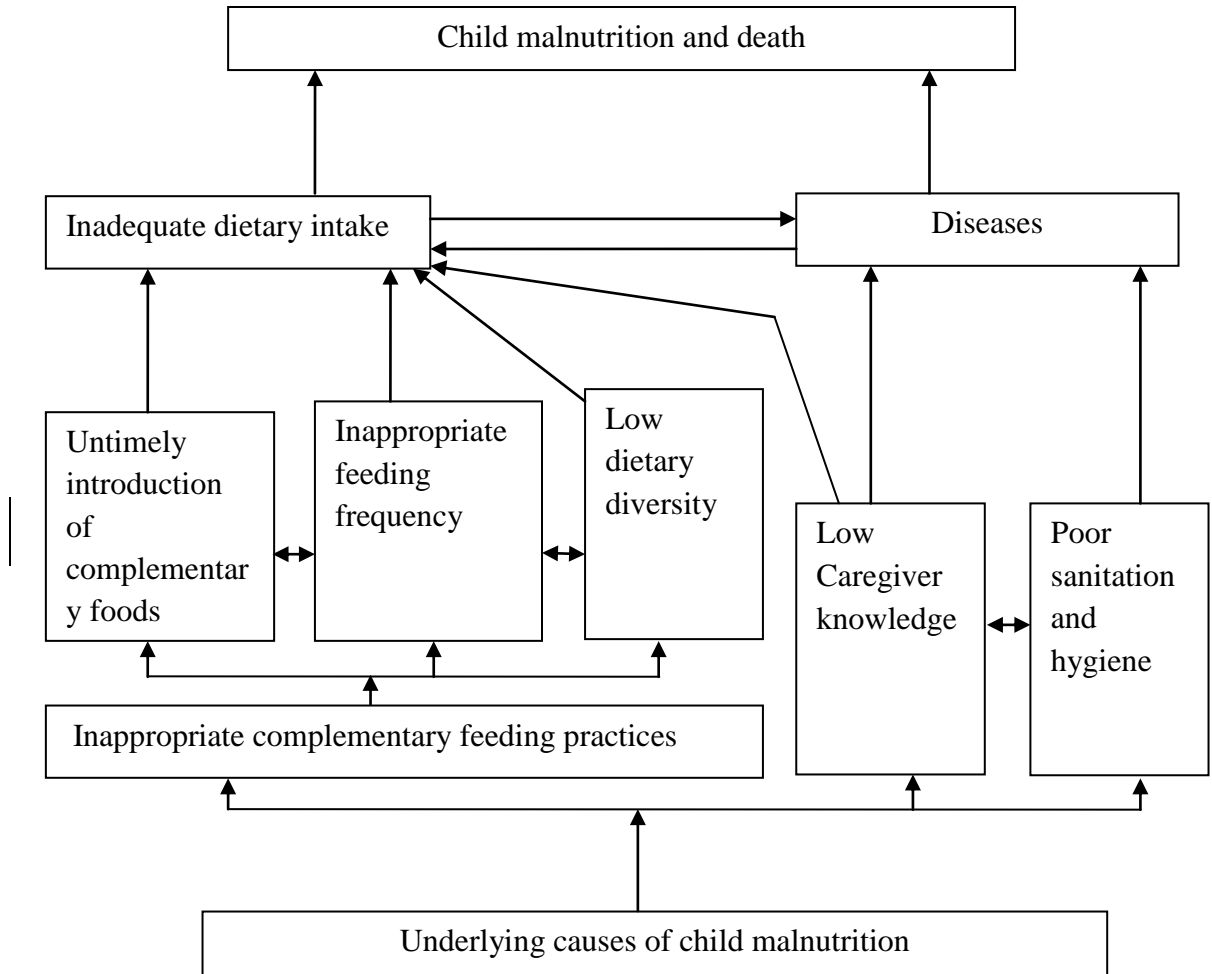 Child malnutrition and death
Inadequate dietary intake
Diseases
Untimely
introduction
of
complementar
y foods
Inappropriate
feeding
frequency
Low
dietary
diversity
Low
Caregiver
knowledge
Poor
sanitation
and
hygiene
Inappropriate complementary feeding practices
Underlying causes of child malnutrition